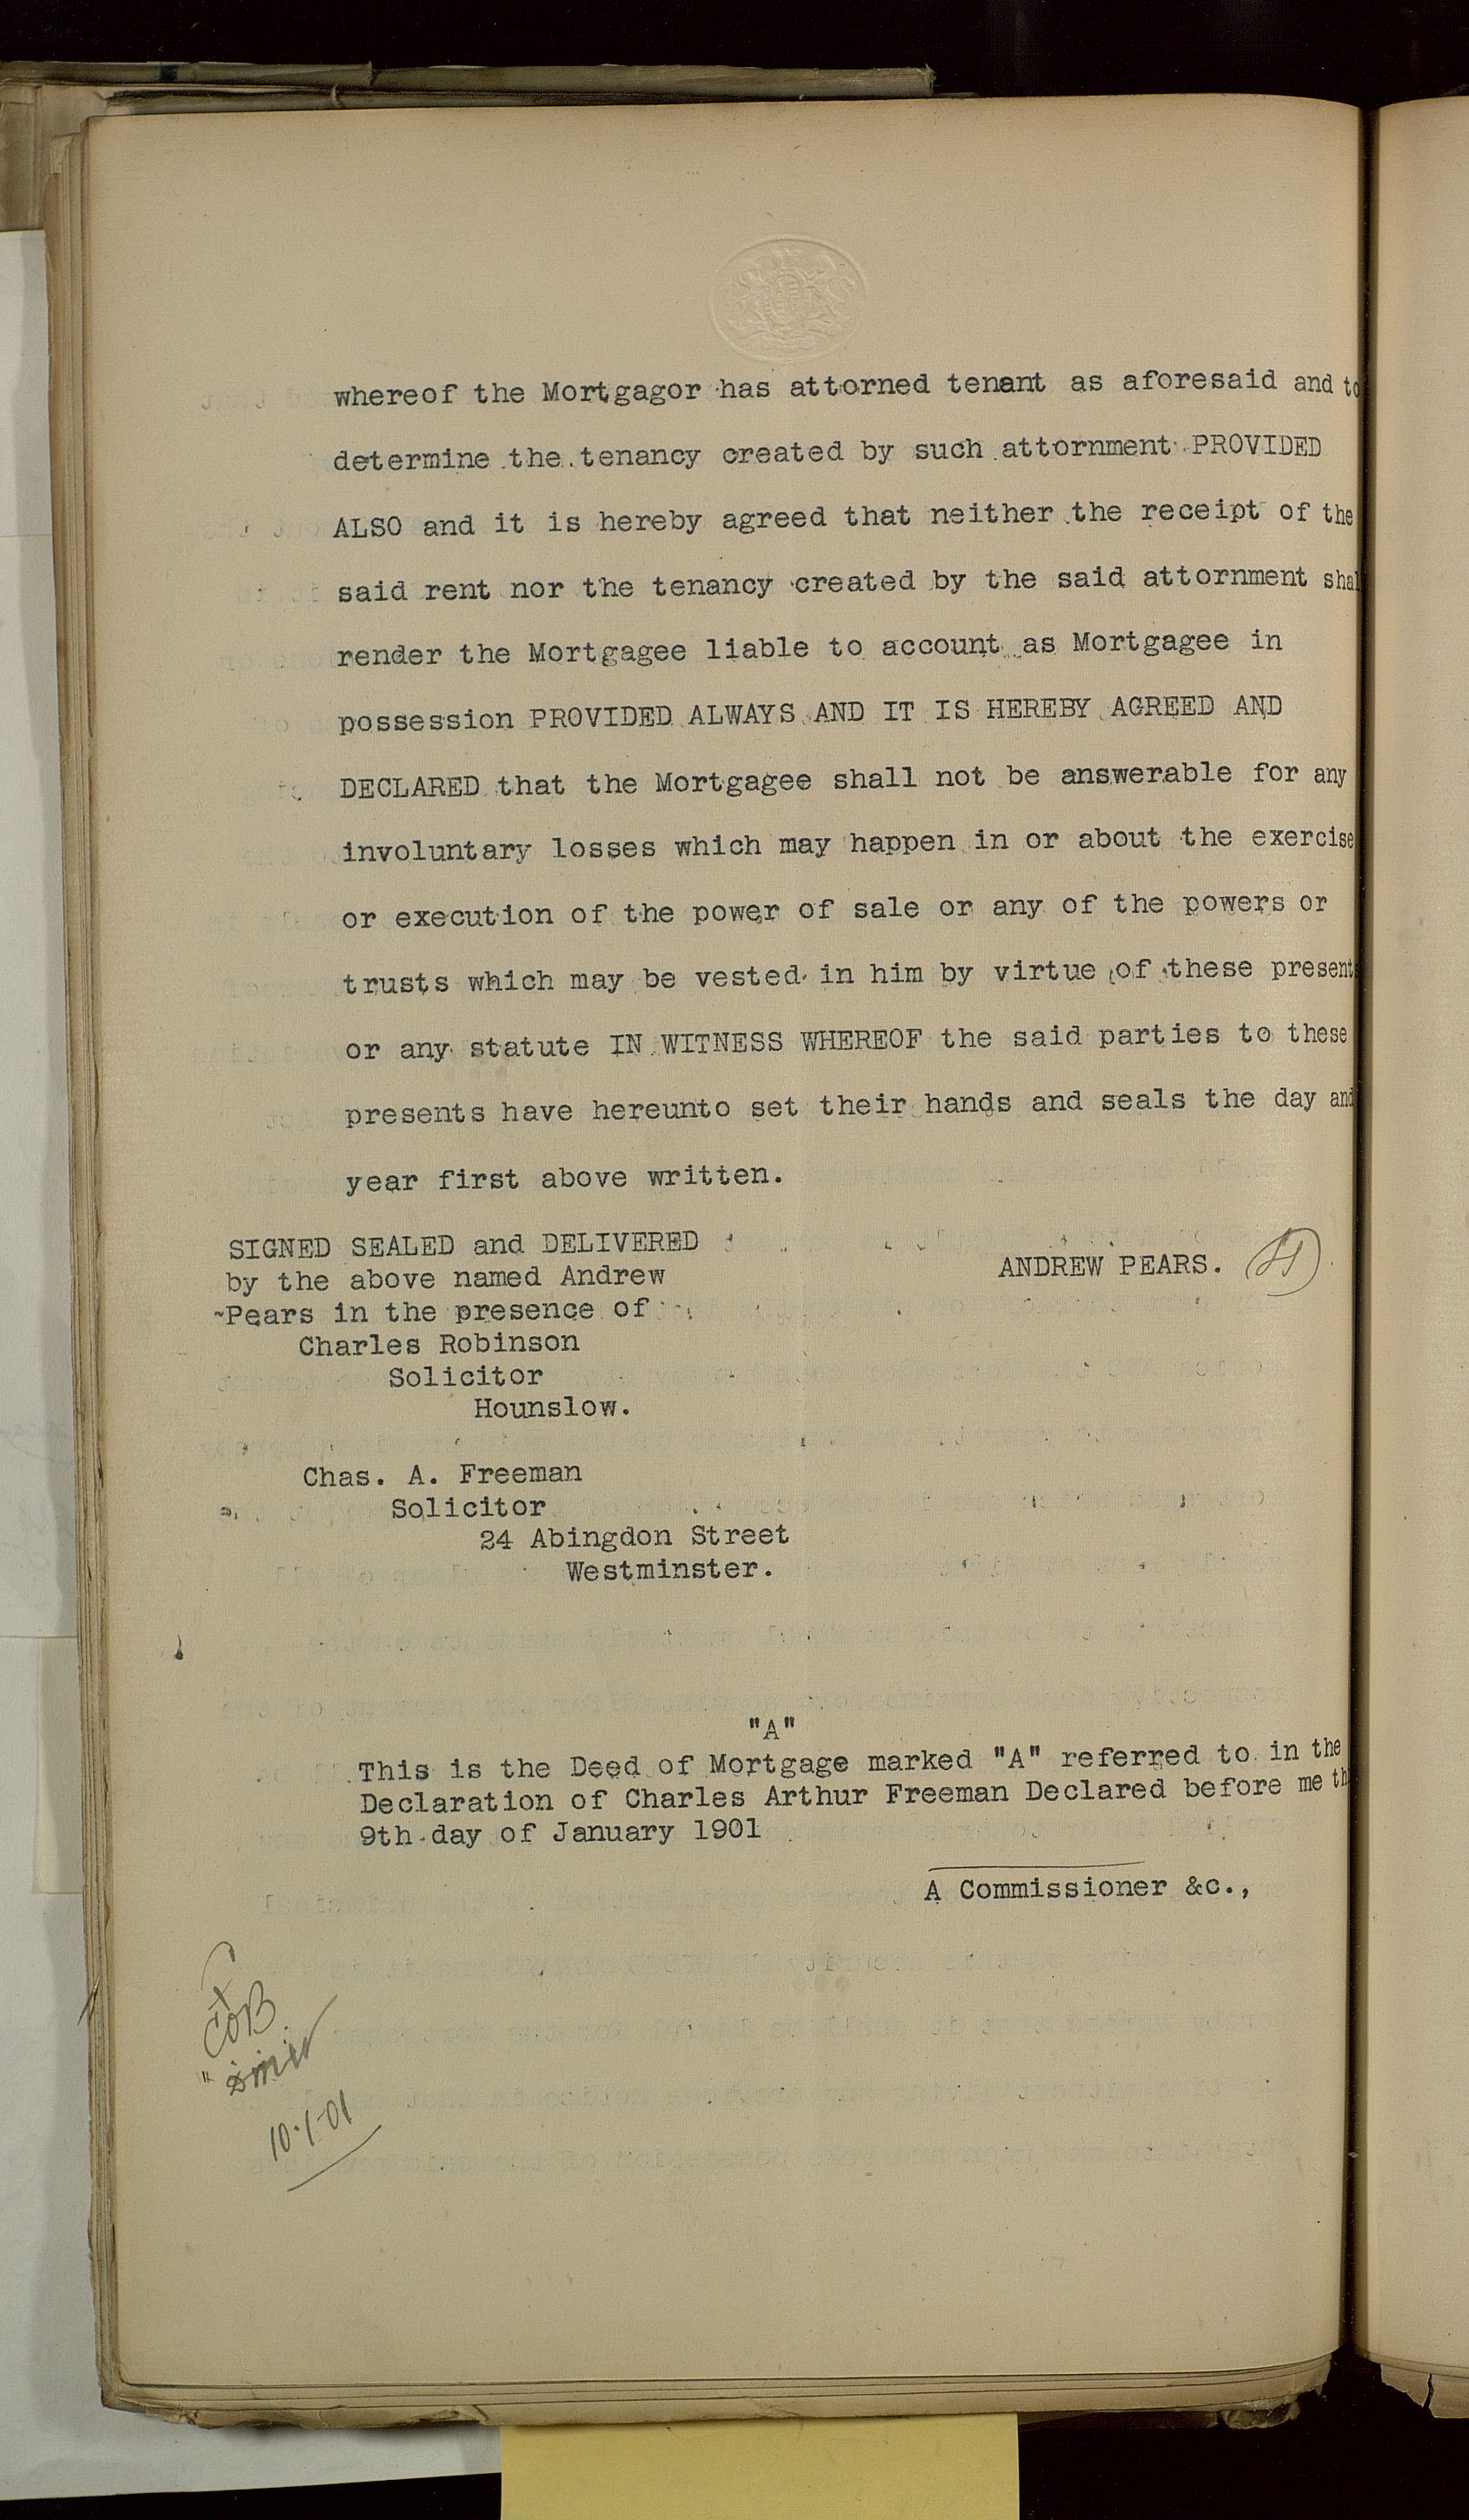 whereof the Mortgagor has attorned tenant as aforesaid and to
determine the tenancy created by such attornment PROVIDED
ALSO and it is hereby agreed that neither the receipt of the
said rent nor the tenancy created by the said attornment shal
render the Mortgagee liable to account as Mortgagee in
possession PROVIDED ALWAYS AND IT IS HEREBY AGREED AND
DECLARED that the Mortgagee shall not be answerable for any
involuntary losses which may happen in or about the exercise
or execution of the power of sale or any of the powers or
trusts which may be vested in him by virtue of these present
or any statute IN WITNESS WHEREOF the said parties to these
presents have hereunto set their hands and seals the day and
year first above written.
SIGNED SEALED and DELIVERED
by the above named Andrew
Pears in the presence of
ANDREW PEARS.
Charles Robinson
Solicitor
Hounslow.
Chas. A. Freeman
Solicitor
24 Abingdon Street
Westminster.
"A"
This is the Deed of Mortgage marked "A" referred to in the
Declaration of Charles Arthur Freeman Declared before me th
9th day of January 1901
A Commissioner &c.,
10.1.01